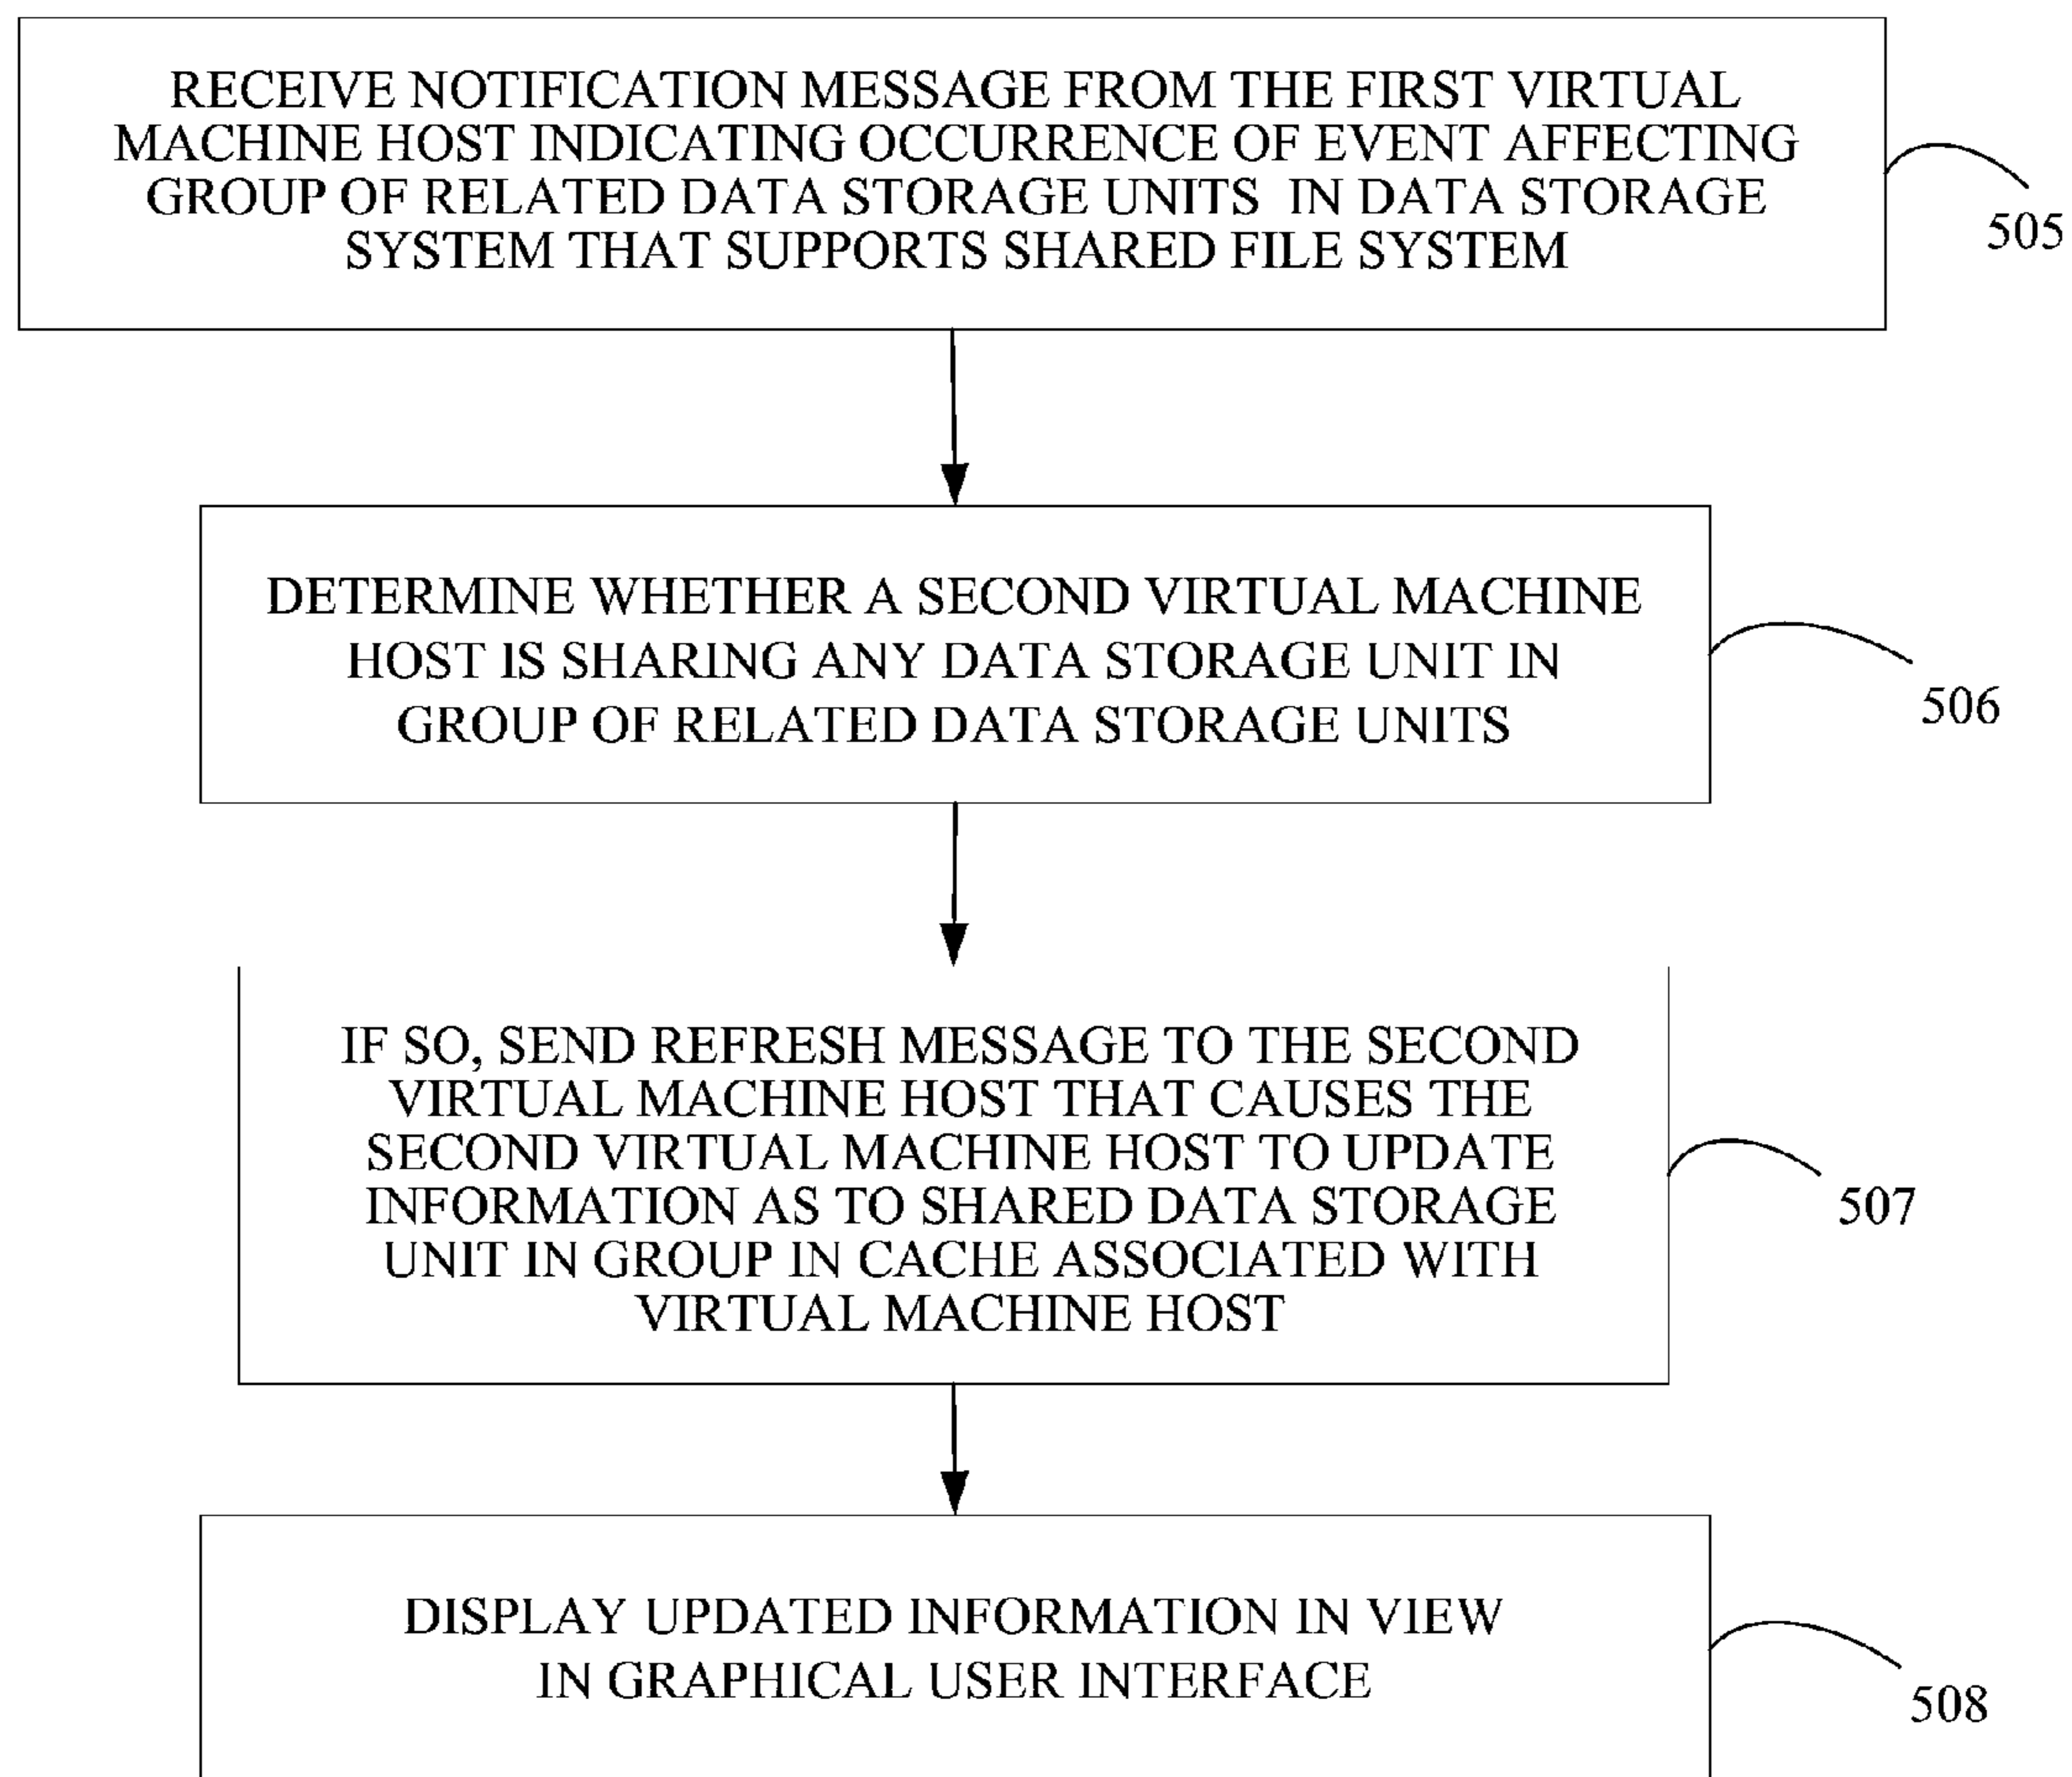 RECEIVE NOTIFICATION MESSAGE FROM THE FIRST VIRTUAL
MACHINE HOST INDICATING OCCURRENCE OF EVENT AFFECTING
GROUP OF RELATED DATA STORAGE UNITS IN DATA STORAGE
SYSTEM THAT SUPPORTS SHARED FILE SYSTEM
505
DETERMINE WHETHER A SECOND VIRTUAL MACHINE
HOST IS SHARING ANY DATA STORAGE UNIT IN
GROUP OF RELATED DATA STORAGE UNITS
506
IF SO, SEND REFRESH MESSAGE TO THE SECOND
VIRTUAL MACHINE HOST THAT CAUSES THE
SECOND VIRTUAL MACHINE HOST TO UPDATE
INFORMATION AS TO SHARED DATA STORAGE
UNIT IN GROUP IN CACHE ASSOCIATED WITH
VIRTUAL MACHINE HOST
507
DISPLAY UPDATED INFORMATION IN VIEW
IN GRAPHICAL USER INTERFACE
508